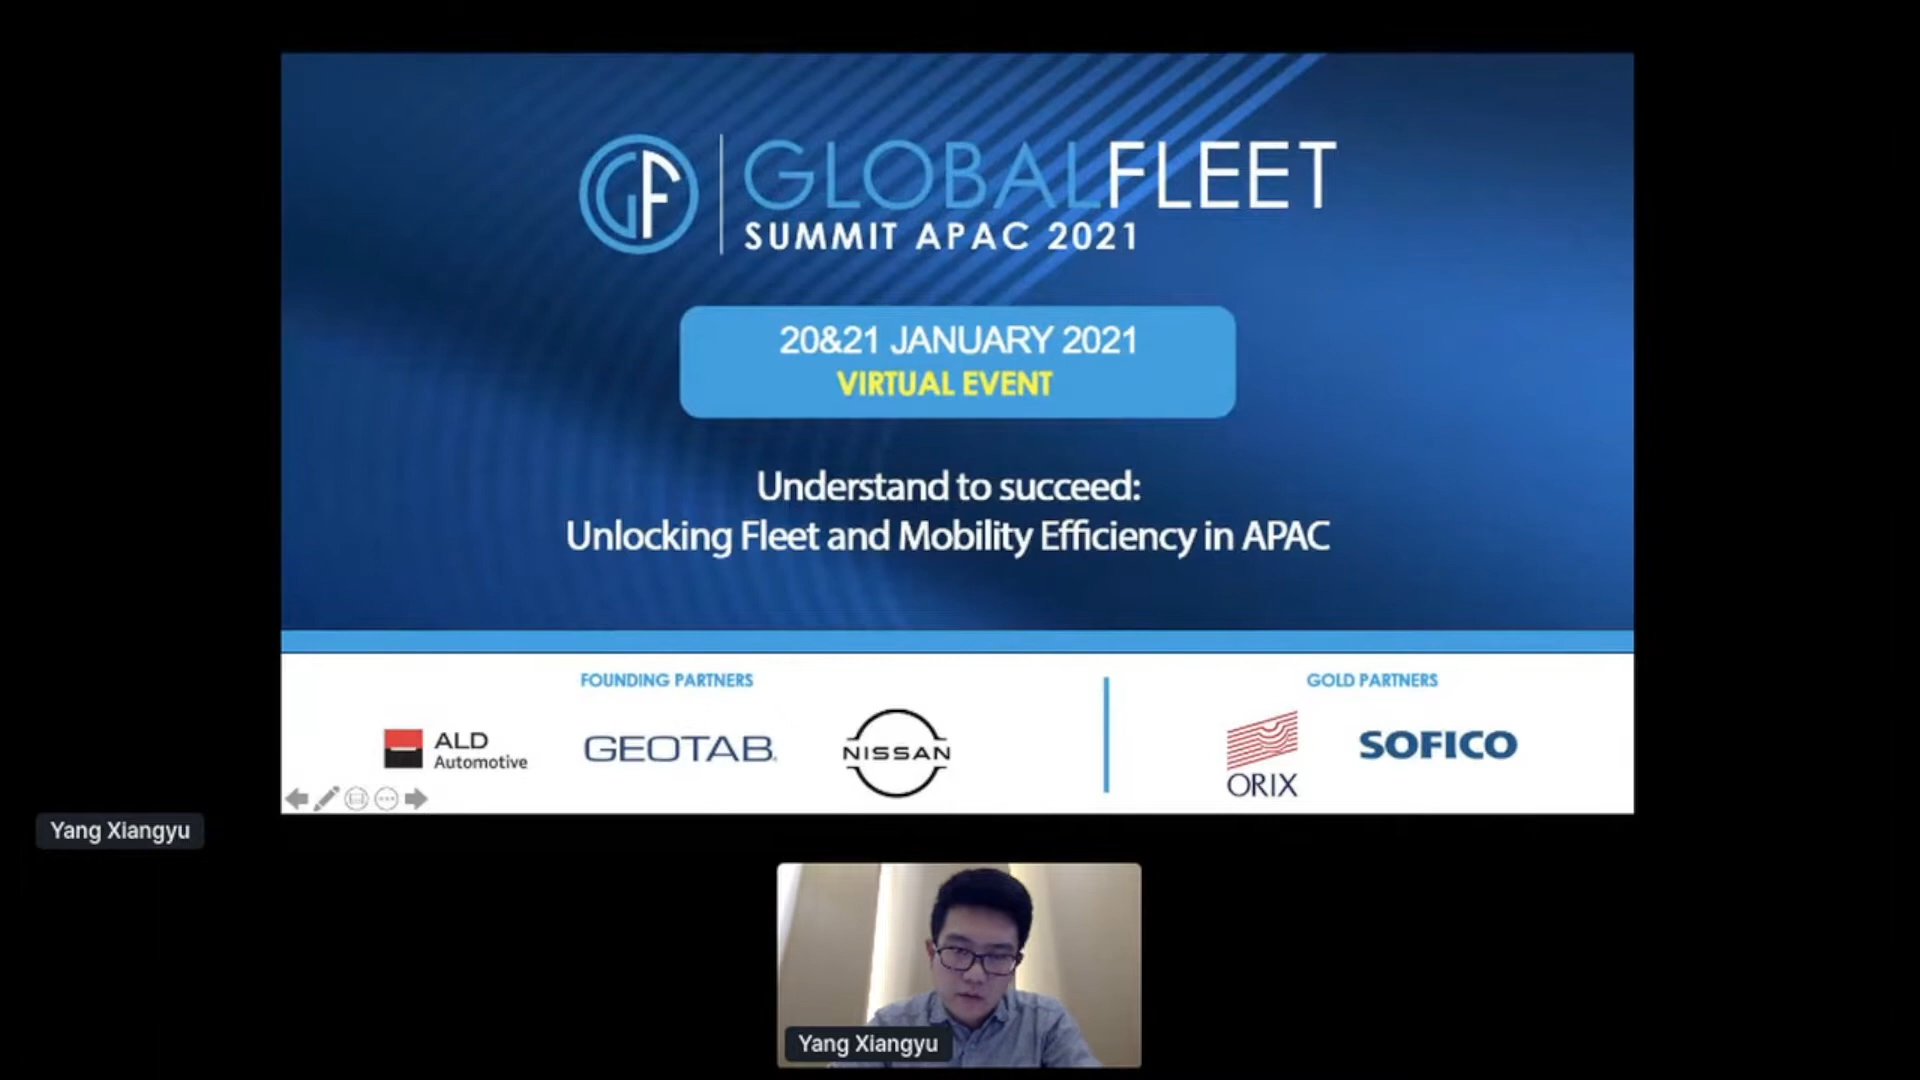 GF
GLOBALFLEET
SUMMIT APAC 2021
20&21 JANUARY 2021
VIRTUAL EVENT
Understand to succeed:
Unlocking Fleet and Mobility Efficiency in APAC
FOUNDING PARTNERS
GOLD PARTNERS
ALD
Automotive
GEOTAB
NISSAN
ORIX
SOFICO
Yang Xiangyu
Yang Xiangyu